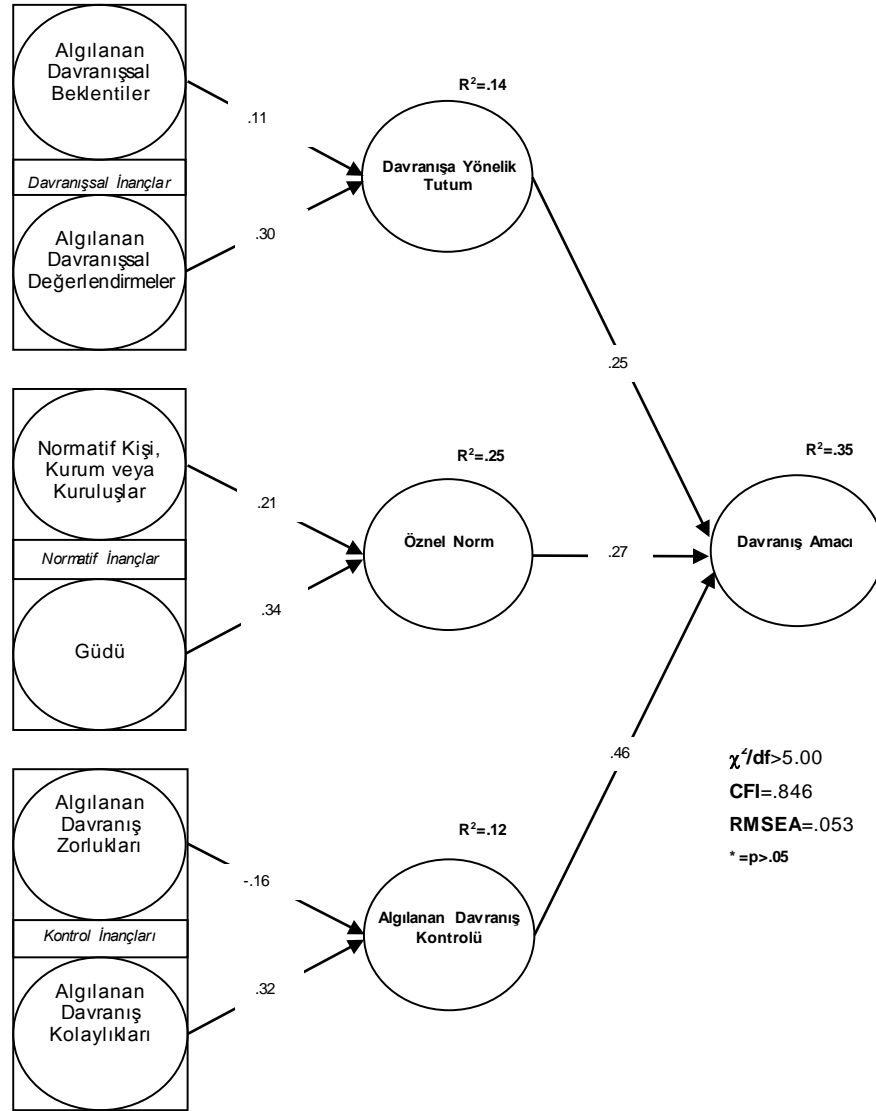 Algılanan
Davranışsal
Beklentiler
Davranışsal İnançlar
Algılanan
Davranışsal
Değerlendirmeler
.11
.30
R²=.14
Davranışa Yönelik
Tutum
.25
Normatif Kişi,
Kurum veya
Kuruluşlar
Normatif İnançlar
Güdü
.21
.34
R²=.25
Öznel Norm
.27
R²=.35
Davranış Amacı
Algılanan
Davranış
Zorlukları
Kontrol İnançları
Algılanan
Davranış
Kolaylıkları
-.16
.32
R²=.12
Algılanan Davranış
Kontrolü
.46
χ²/df>5.00
CFI=.846
RMSEA=.053
*=p>.05